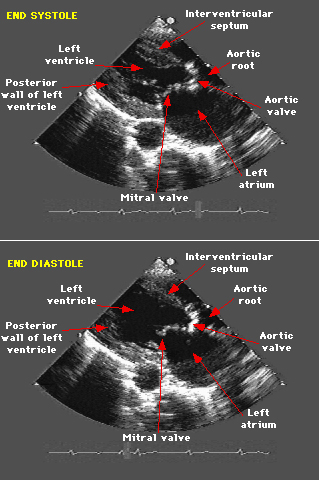 END SYSTOLE
Interventricular
septum
Left
ventricle
Aortic
root
Posterior
wall of left
ventricle
Aortic
valve
Left
atrium
Mitral valve
END DIASTOLE
Interventricular
septum
Left
ventricle
Aortic
root
Posterior
wall of left
ventricle
Aortic
valve
Left
atrium
Mitral valve